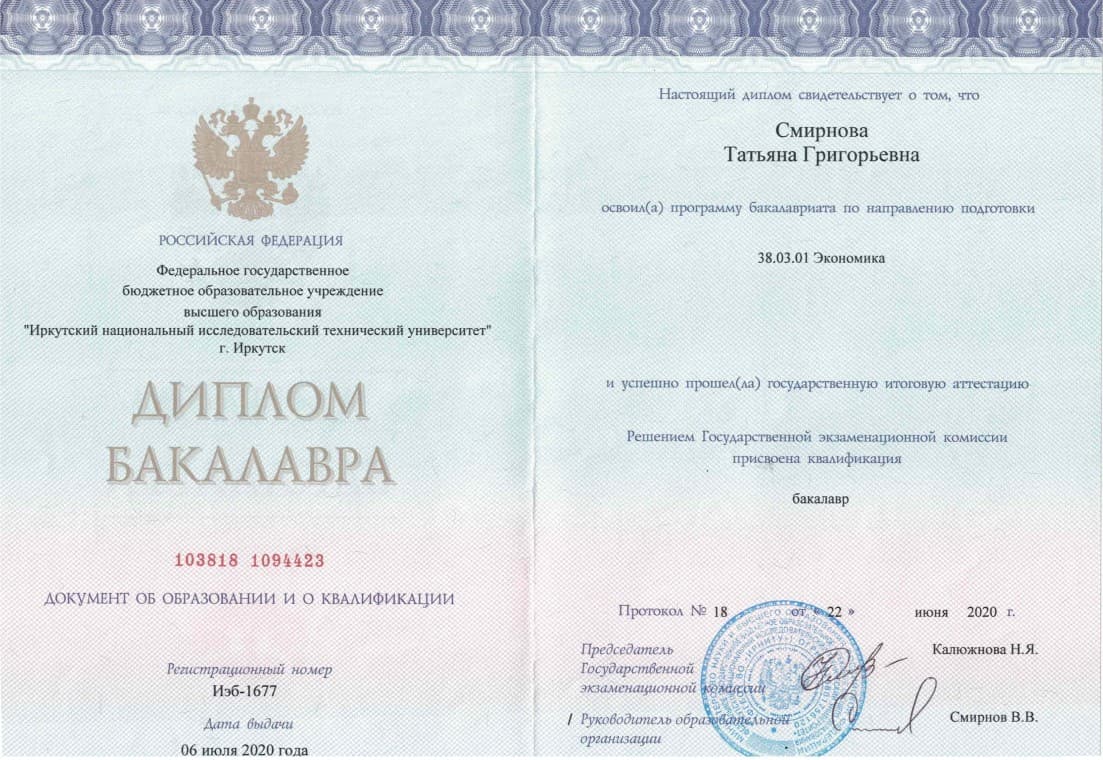 РОССИЙСКАЯ ФЕДЕРАЦИЯ
Федеральное государственное
бюджетное образовательное учреждение
высшего образования
"Иркутский национальный исследовательский технический университет"
г. Иркутск
ДИПЛОМ
БАКАЛАВРА
103818 1094423
ДОКУМЕНТ ОБ ОБРАЗОВАНИИ И О КВАЛИФИКАЦИИ
Регистрационный номер
Иэб-1677
Дата выдачи
06 июля 2020 года
Настоящий диплом свидетельствует о том, что
Смирнова
Татьяна Григорьевна
освоил(а) программу бакалавриата по направлению подготовки
38.03.01 Экономика
и успешно прошел(ла) государственную итоговую аттестацию
Решением Государственной экзаменационной комиссии
присвоена квалификация
бакалавр
Протокол № 18 от « 22 » июня 2020 г.
Председатель
Государственной
экзаменационной комиссии
Калюжнова Н.Я.
/ Руководитель образовательной
организации
Смирнов В.В.